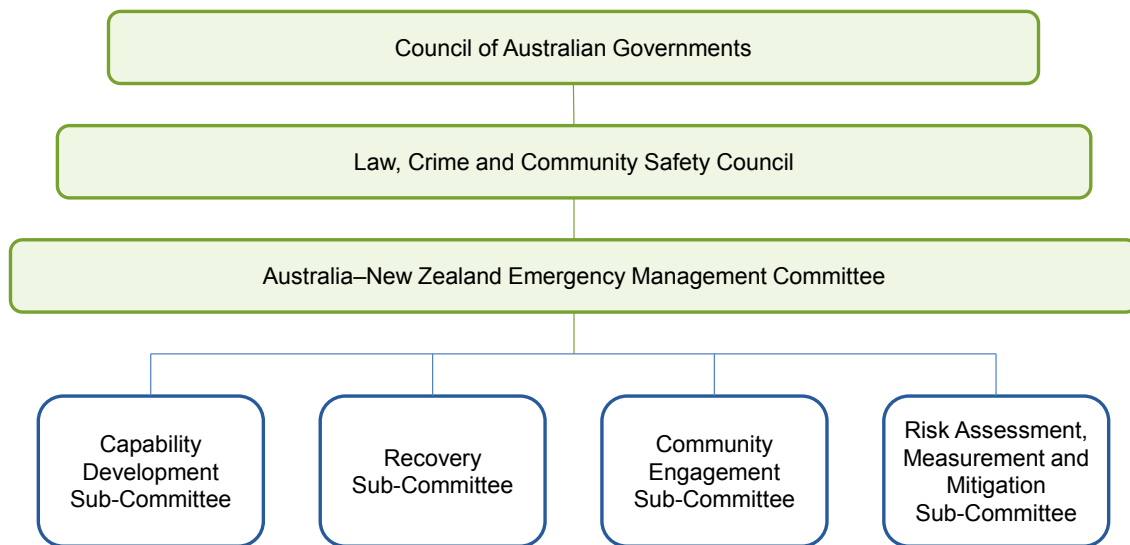 Council of Australian Governments
Law, Crime and Community Safety Council
Australia–New Zealand Emergency Management Committee
Capability
Development
Sub-Committee
Recovery
Sub-Committee
Community
Engagement
Sub-Committee
Risk Assessment,
Measurement and
Mitigation
Sub-Committee